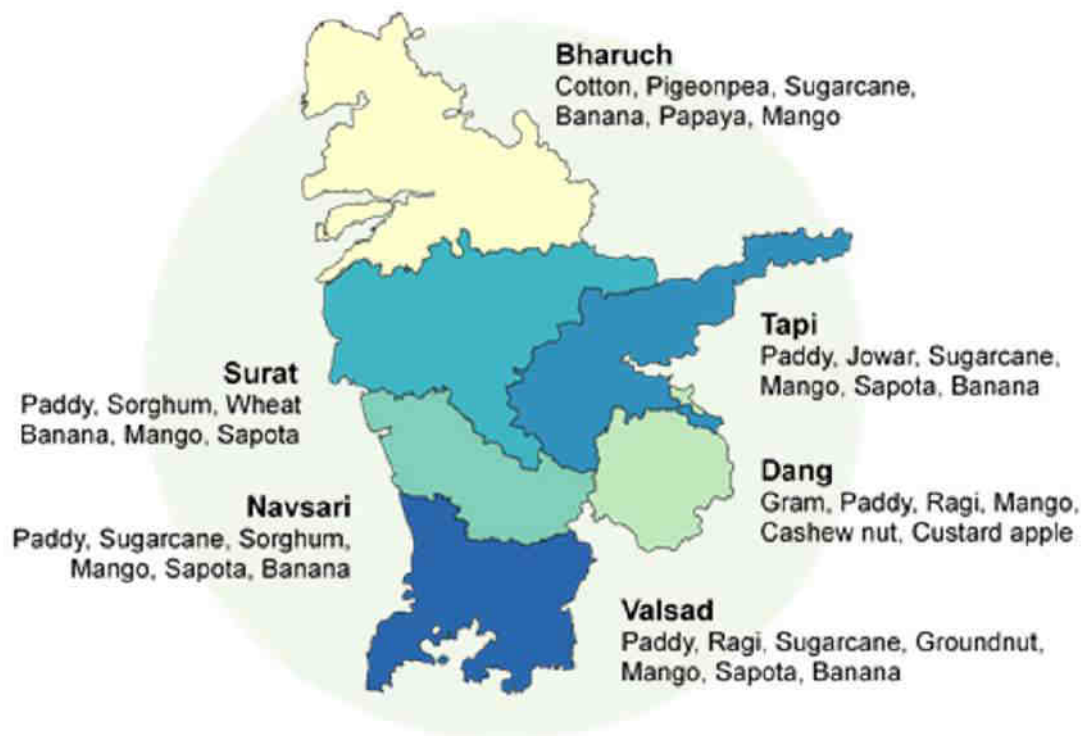 Bharuch
Cotton, Pigeonpea, Sugarcane,
Banana, Papaya, Mango
Tapi
Paddy, Jowar, Sugarcane,
Mango, Sapota, Banana
Surat
Paddy, Sorghum, Wheat
Banana, Mango, Sapota
Dang
Gram, Paddy, Ragi, Mango,
Cashew nut, Custard apple
Navsari
Paddy, Sugarcane, Sorghum,
Mango, Sapota, Banana
Valsad
Paddy, Ragi, Sugarcane, Groundnut,
Mango, Sapota, Banana